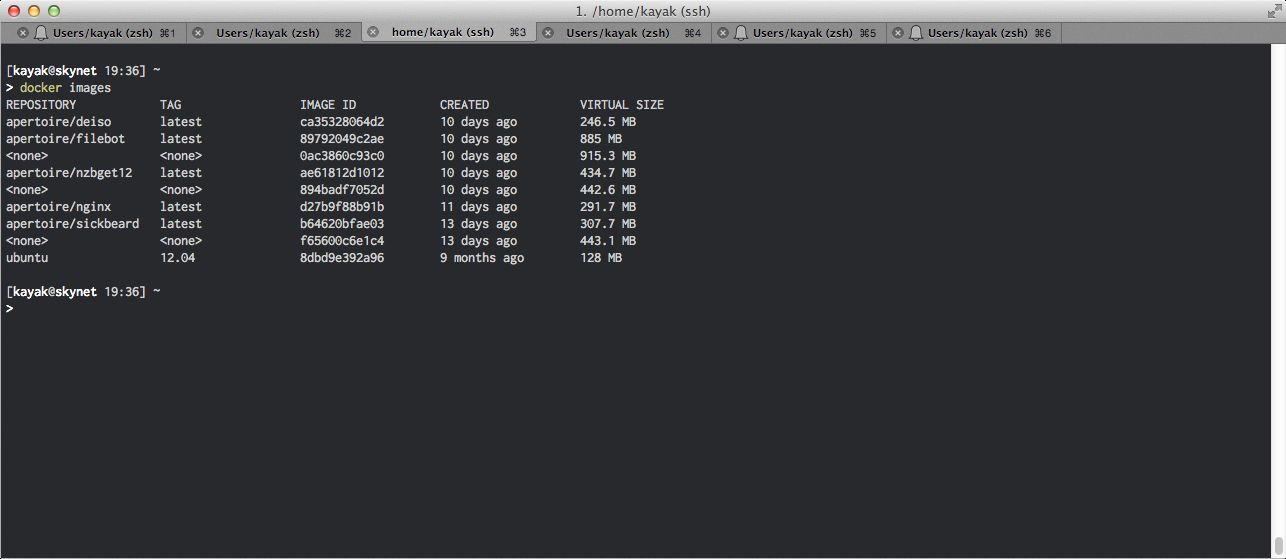 1. /home/kayak (ssh)
Users/kayak (zsh) ⌘1 Users/kayak (zsh) ⌘2 home/kayak (ssh) ⌘3 Users/kayak (zsh) ⌘4 Users/kayak (zsh) ⌘5 Users/kayak (zsh) ⌘6
[kayak@skynet 19:36] ~
> docker images
REPOSITORY TAG IMAGE ID CREATED VIRTUAL SIZE
apertoire/deiso latest ca35328064d2 10 days ago 246.5 MB
apertoire/filebot latest 89792049c2ae 10 days ago 885 MB
<none> <none> 0ac3860c93c0 10 days ago 915.3 MB
apertoire/nzbget12 latest ae61812d1012 10 days ago 434.7 MB
<none> <none> 894badf7052d 10 days ago 442.6 MB
apertoire/nginx latest d27b9f88b91b 11 days ago 291.7 MB
apertoire/sickbeard latest b64620bfae03 13 days ago 307.7 MB
<none> <none> f65600c6e1c4 13 days ago 443.1 MB
ubuntu 12.04 8dbd9e392a96 9 months ago 128 MB
[kayak@skynet 19:36] ~
>